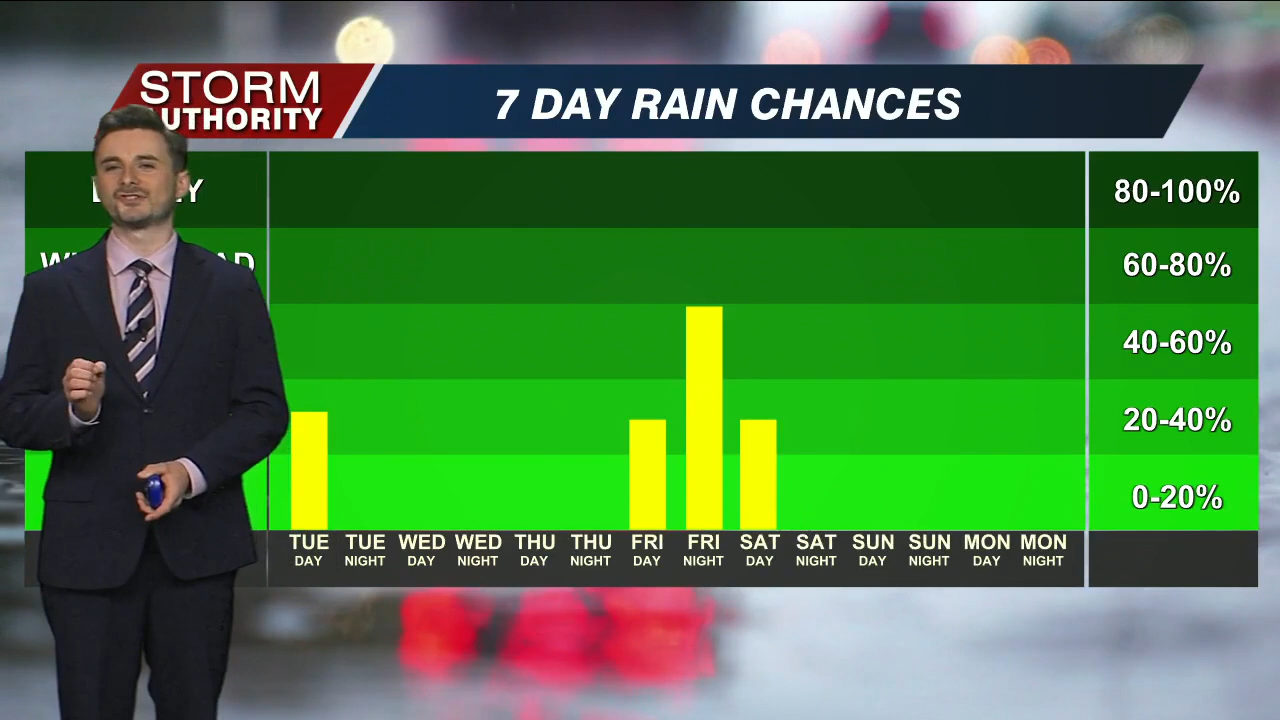 STORM
UTHORITY
7 DAY RAIN CHANCES
80-100%
60-80%
40-60%
20-40%
0-20%
TUE TUE WED WED THU THU FRI FRI SAT SAT SUN SUN MON MON
DAY NIGHT DAY NIGHT DAY NIGHT DAY NIGHT DAY NIGHT DAY NIGHT DAY NIGHT